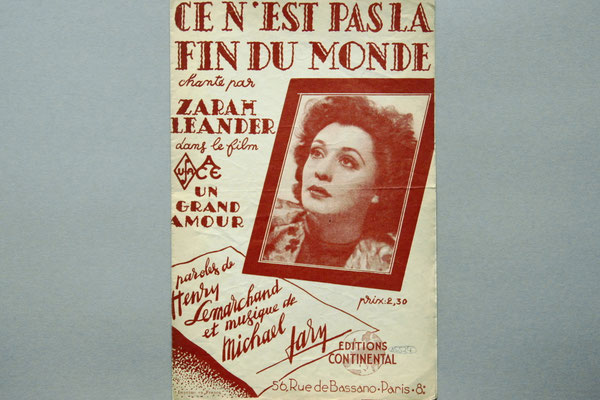 CE N'EST PAS LA
FIN DU MONDE
chanté par
ZARAH
LEANDER
dans le film
UFA
ACE
UN
GRAND
AMOUR
paroles de
Henry
Lemarchand
et musique de
Michael
Jary
prix: 2,30
EDITIONS
CONTINENTAL
56, Rue de Bassano • Paris • 8e